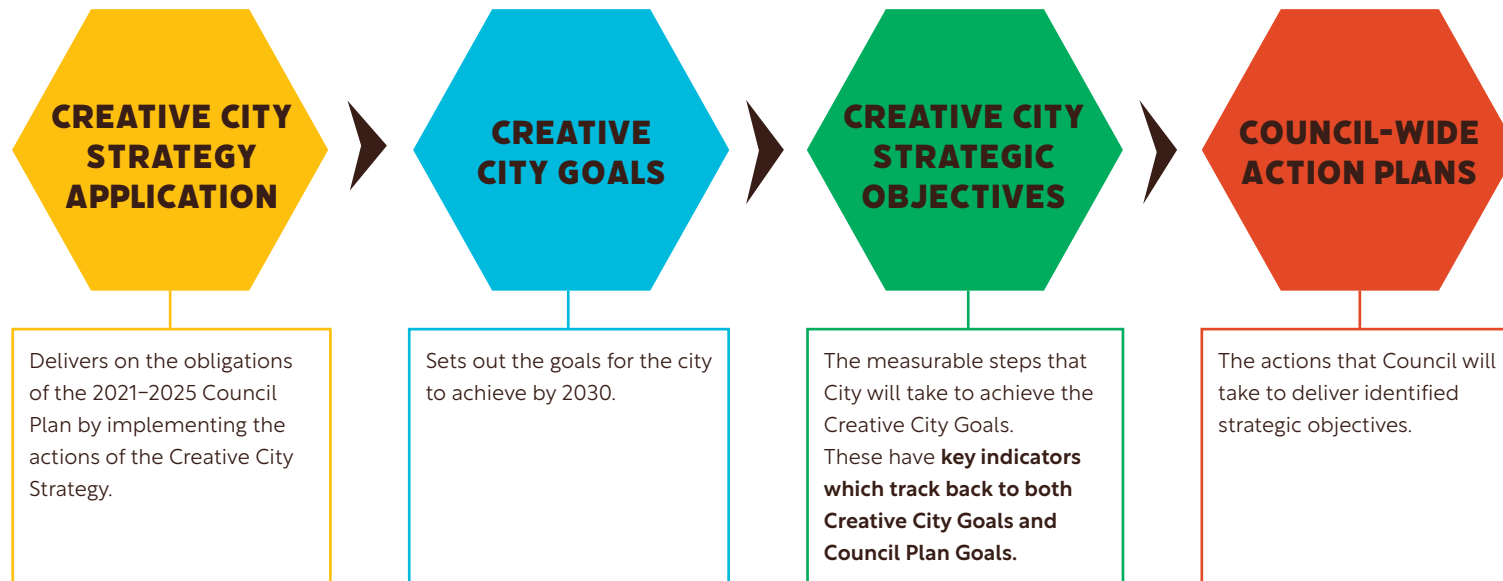 CREATIVE CITY
STRATEGY
APPLICATION
CREATIVE
CITY GOALS
CREATIVE CITY
STRATEGIC
OBJECTIVES
COUNCIL-WIDE
ACTION PLANS
Delivers on the obligations
of the 2021–2025 Council
Plan by implementing the
actions of the Creative City
Strategy.
Sets out the goals for the city
to achieve by 2030.
The measurable steps that
City will take to achieve the
Creative City Goals.
These have key indicators
which track back to both
Creative City Goals and
Council Plan Goals.
The actions that Council will
take to deliver identified
strategic objectives.